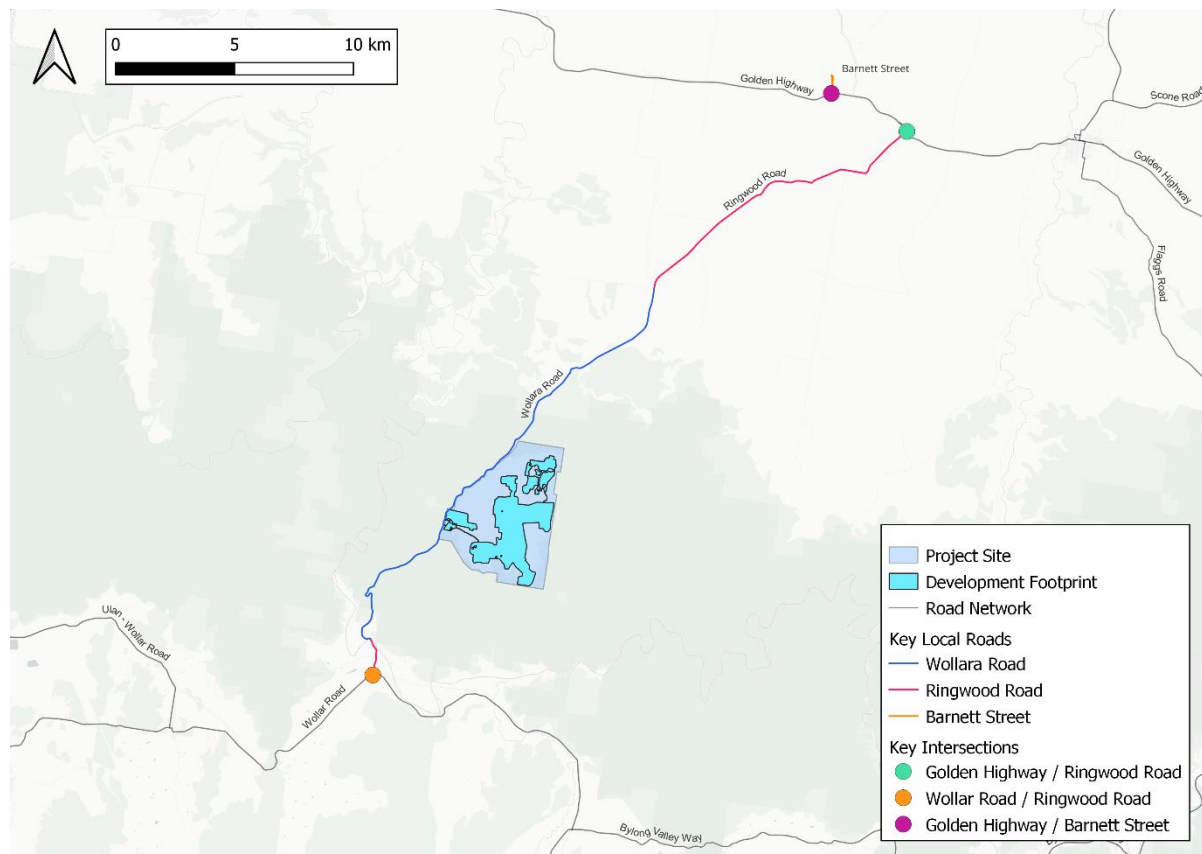 0 5 10 km
Barnett Street
Golden Highway
Scone Road
Golden Highway
Ringwood Road
Flaggs Road
Wollara Road
Ulan - Wollar Road
Wollar Road
Bylong Valley Way
Project Site
Development Footprint
Road Network
Key Local Roads
Wollara Road
Ringwood Road
Barnett Street
Key Intersections
Golden Highway / Ringwood Road
Wollar Road / Ringwood Road
Golden Highway / Barnett Street